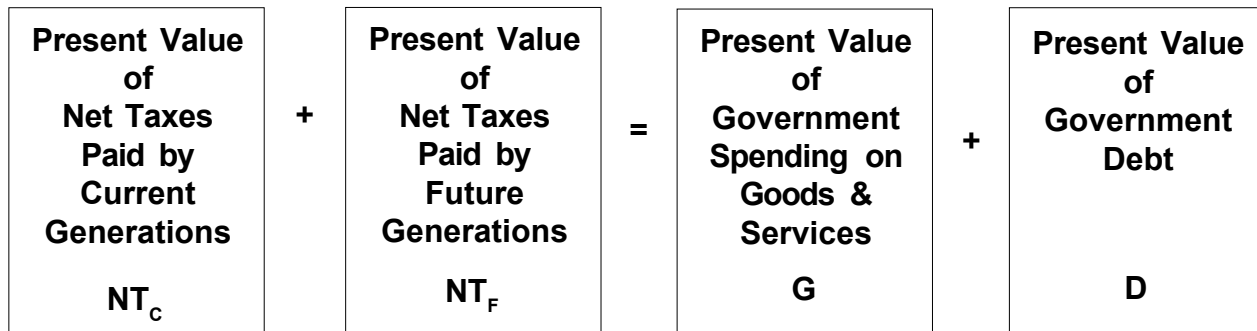 Present Value
of
Net Taxes
Paid by
Current
Generations
NTC
+
Present Value
of
Net Taxes
Paid by
Future
Generations
NTF
=
Present Value
of
Government
Spending on
Goods &
Services
G
+
Present Value
of
Government
Debt
D